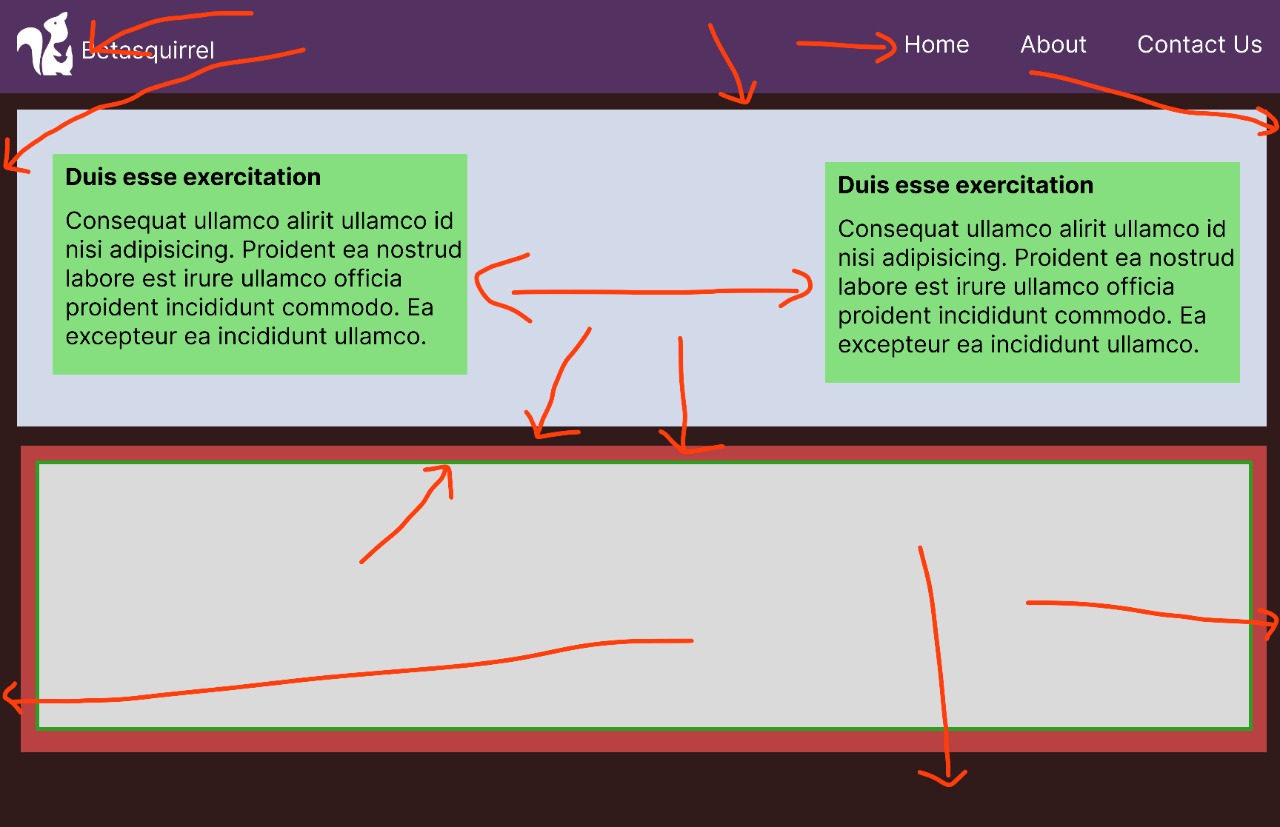 Betasquirrel
Home About Contact Us
Duis esse exercitation
Consequat ullamco alirit ullamco id
nisi adipisicing. Proident ea nostrud
labore est irure ullamco officia
proident incididunt commodo. Ea
excepteur ea incididunt ullamco.
Duis esse exercitation
Consequat ullamco alirit ullamco id
nisi adipisicing. Proident ea nostrud
labore est irure ullamco officia
proident incididunt commodo. Ea
excepteur ea incididunt ullamco.